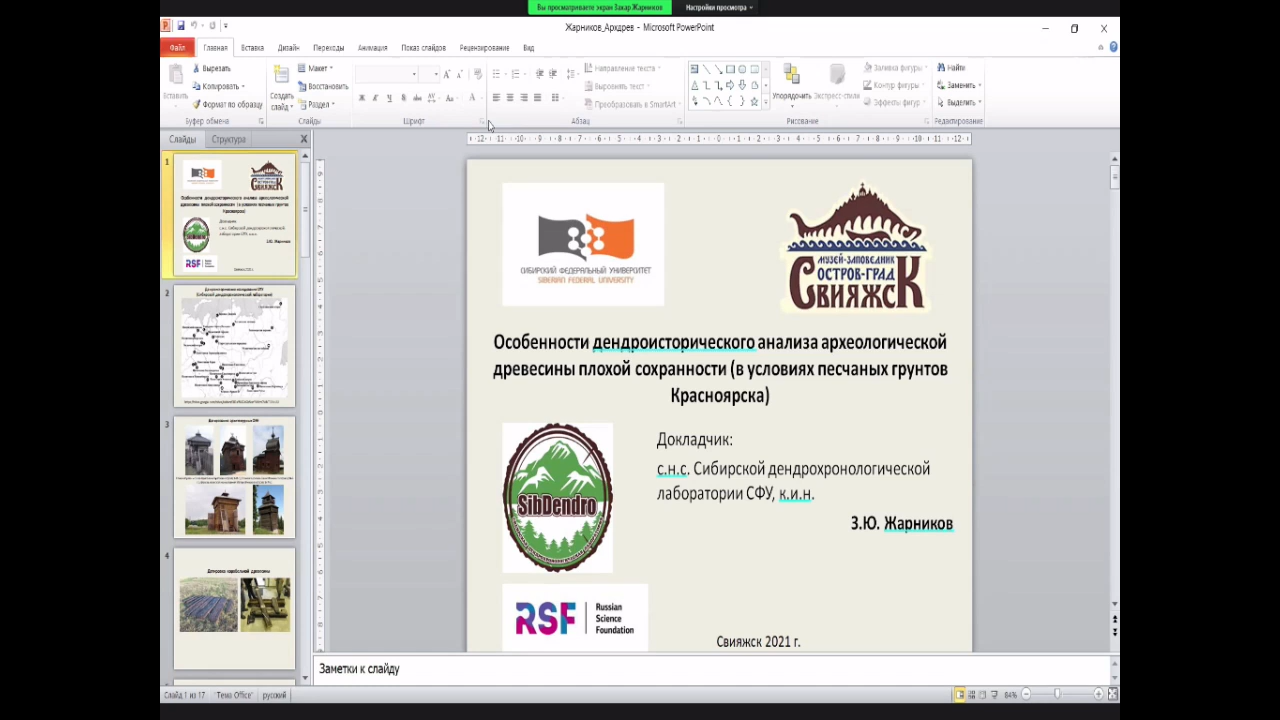 Вы просматриваете экран Захар Жарников
Настройки просмотра
Жарников_Архдрев - Microsoft PowerPoint
Файл Главная Вставка Дизайн Переходы Анимация Показ слайдов Рецензирование Вид
Вставить
Вырезать
Копировать
Формат по образцу
Буфер обмена
Создать слайд
Макет
Восстановить
Раздел
Слайды
Шрифт
Направление текста
Выровнять текст
Преобразовать в SmartArt
Абзац
Упорядочить
Экспресс-стили
Заливка фигуры
Контур фигуры
Эффекты фигур
Рисование
Найти
Заменить
Выделить
Редактирование
Слайды Структура
1
2
3
4
СИБИРСКИЙ ФЕДЕРАЛЬНЫЙ УНИВЕРСИТЕТ
SIBERIAN FEDERAL UNIVERSITY
МУЗЕЙ-ЗАПОВЕДНИК
ОСТРОВ-ГРАД
СВИЯЖСК
Особенности дендроисторического анализа археологической
древесины плохой сохранности (в условиях песчаных грунтов
Красноярска)
Докладчик:
с.н.с. Сибирской дендрохронологической
лаборатории СФУ, к.и.н.
З.Ю. Жарников
SibDendro
RSF
Russian
Science
Foundation
Свияжск 2021 г.
Заметки к слайду
Слайд 1 из 17 "Тема Office" русский
84%